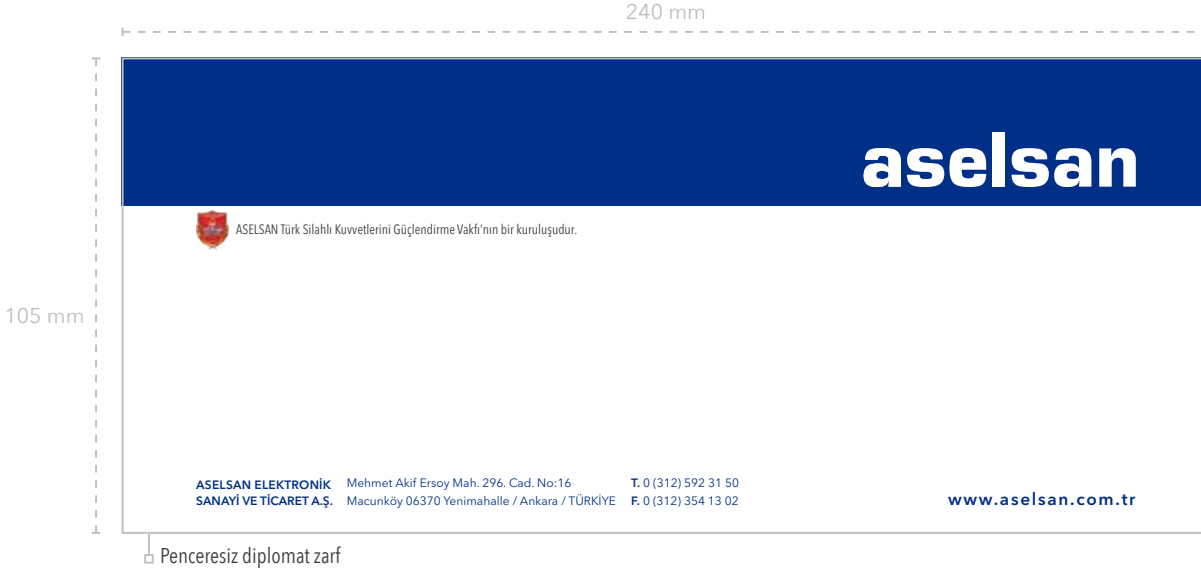 240 mm
aselsan
ASELSAN Türk Silahlı Kuvvetlerini Güçlendirme Vakfı'nın bir kuruluşudur.
105 mm
ASELSAN ELEKTRONİK Mehmet Akif Ersoy Mah. 296. Cad. No:16 T. 0 (312) 592 31 50
SANAYİ VE TİCARET A.Ş. Macunköy 06370 Yenimahalle / Ankara / TÜRKİYE F. 0 (312) 354 13 02
www.aselsan.com.tr
Penceresiz diplomat zarf